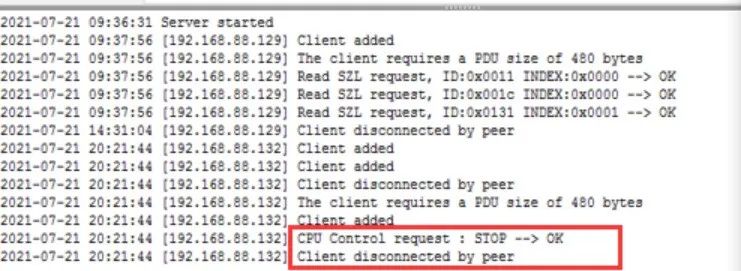 2021-07-21 09:36:31 Server started
2021-07-21 09:37:56 [192.168.88.129] Client added
2021-07-21 09:37:56 [192.168.88.129] The client requires a PDU size of 480 bytes
2021-07-21 09:37:56 [192.168.88.129] Read SZL request, ID:0x0011 INDEX:0x0000 --> OK
2021-07-21 09:37:56 [192.168.88.129] Read SZL request, ID:0x001c INDEX:0x0000 --> OK
2021-07-21 09:37:56 [192.168.88.129] Read SZL request, ID:0x0131 INDEX:0x0001 --> OK
2021-07-21 14:31:04 [192.168.88.129] Client disconnected by peer
2021-07-21 20:21:44 [192.168.88.132] Client added
2021-07-21 20:21:44 [192.168.88.132] Client added
2021-07-21 20:21:44 [192.168.88.132] Client disconnected by peer
2021-07-21 20:21:44 [192.168.88.132] The client requires a PDU size of 480 bytes
2021-07-21 20:21:44 [192.168.88.132] Client added
2021-07-21 20:21:44 [192.168.88.132] CPU Control request : STOP --> OK
2021-07-21 20:21:44 [192.168.88.132] Client disconnected by peer